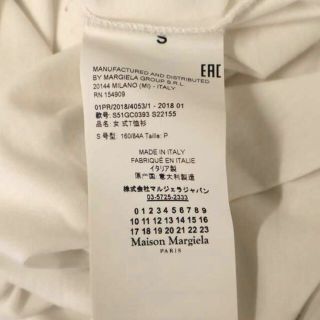 S
MANUFACTURED AND DISTRIBUTED
BY MARGIELA GROUP S.R.L.
20144 MILANO (MI) - ITALY
RN 154909
EAC
01PR/2018/4053/1 - 2018 01
款号: S51GC0393 S22155
品名: 女式T恤衫
S 号型: 160/84A Taille: P
MADE IN ITALY
FABRIQUÉ EN ITALIE
イタリア製
原产国: 意大利製造
株式会社マルジェラジャパン
03-5725-2333
0 1 2 3 4 5 6 7 8 9
10 11 12 13 14 15 16
17 18 19 20 21 22 23
Maison Margiela
PARIS